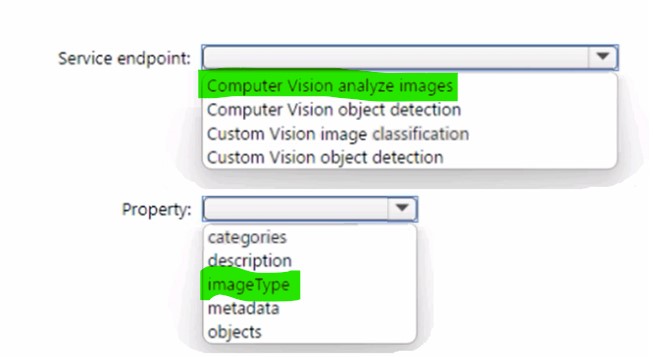 Service endpoint:
Computer Vision analyze images
Computer Vision object detection
Custom Vision image classification
Custom Vision object detection
Property:
categories
description
imageType
metadata
objects